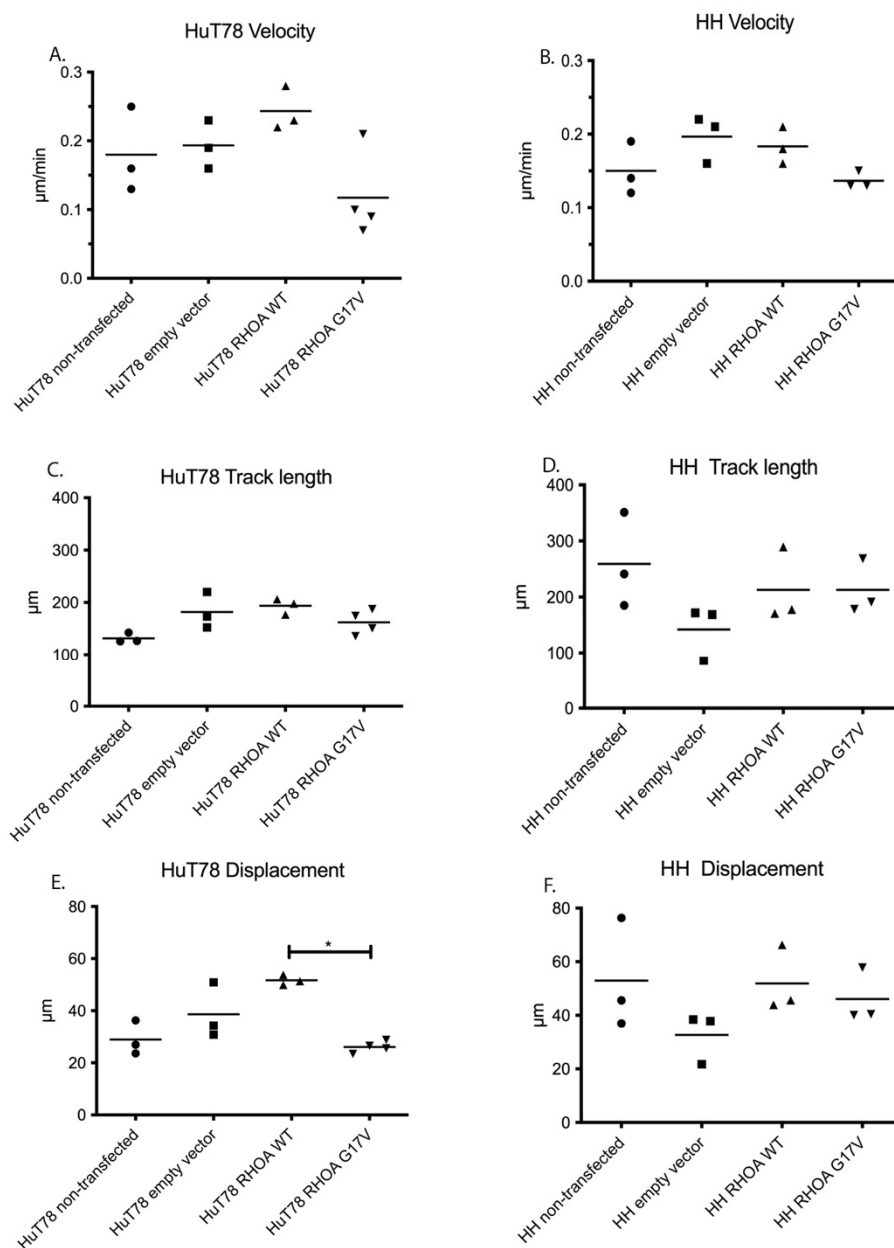 A.
HuT78 Velocity
µm/min
0.3
0.2
0.1
0.0
HuT78 non-transfected
HuT78 empty vector
HuT78 RHOA WT
HuT78 RHOA G17V
B.
HH Velocity
µm/min
0.3
0.2
0.1
0.0
HH non-transfected
HH empty vector
HH RHOA WT
HH RHOA G17V
C.
HuT78 Track length
µm
400
300
200
100
0
HuT78 non-transfected
HuT78 empty vector
HuT78 RHOA WT
HuT78 RHOA G17V
D.
HH Track length
µm
400
300
200
100
0
HH non-transfected
HH empty vector
HH RHOA WT
HH RHOA G17V
E.
HuT78 Displacement
µm
80
60
40
20
0
*
HuT78 non-transfected
HuT78 empty vector
HuT78 RHOA WT
HuT78 RHOA G17V
F.
HH Displacement
µm
80
60
40
20
0
HH non-transfected
HH empty vector
HH RHOA WT
HH RHOA G17V